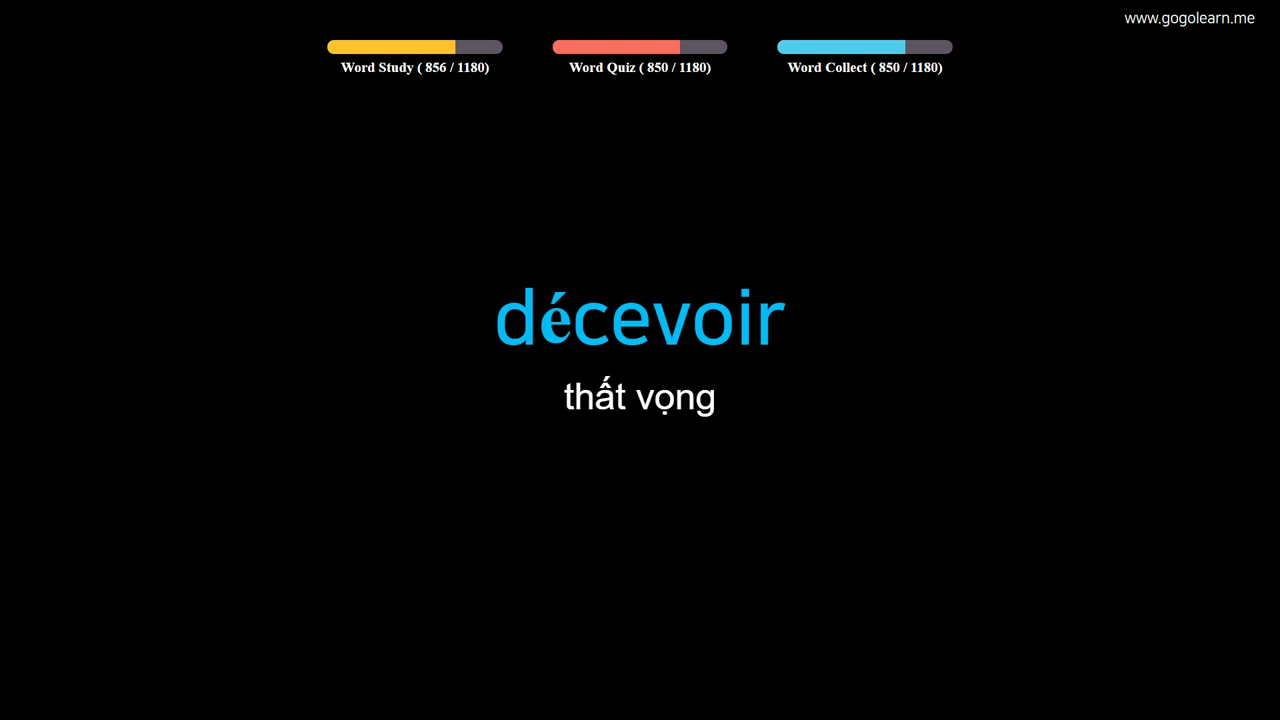 www.gogolearn.me
Word Study ( 856 / 1180)
Word Quiz ( 850 / 1180)
Word Collect ( 850 / 1180)
décevoir
thất vọng